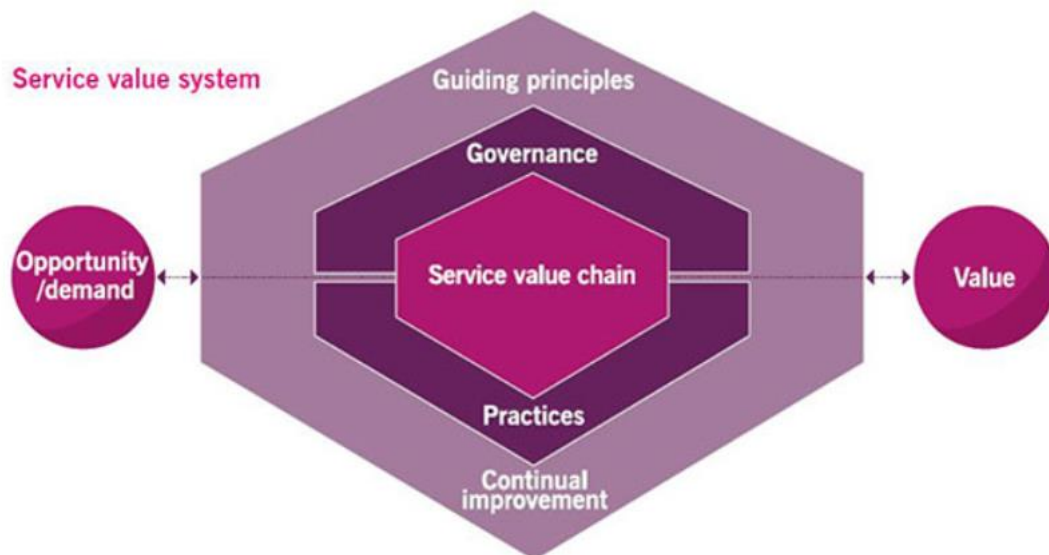 Service value system
Guiding principles
Governance
Opportunity
/demand
Service value chain
Value
Practices
Continual
improvement